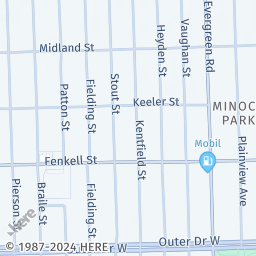 Midland St
Heyden St
Vaughan St
Evergreen Rd
Patton St
Fielding St
Stout St
Keeler St
MINOC
PARK
Kentfield St
Mobil
Plainview Ave
Fenkell St
Pierson
Braile St
Fielding St
here
Outer Dr W
© 1987-2024 HERE